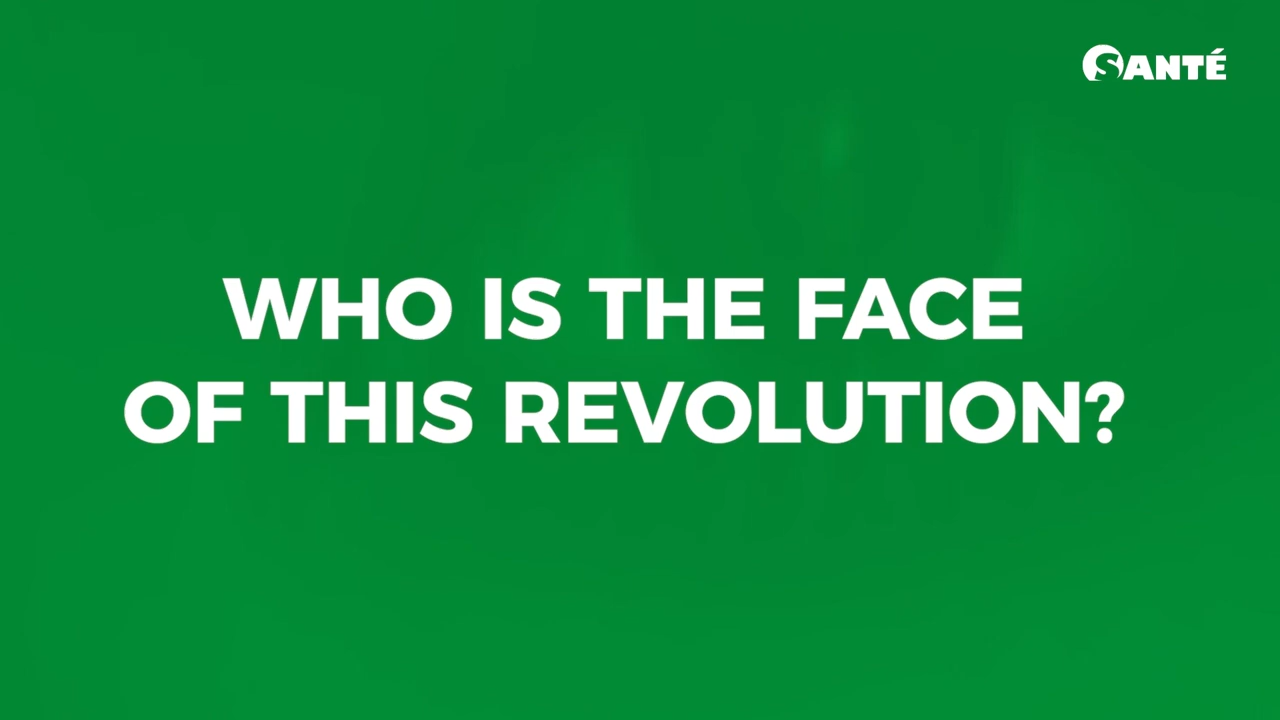 SANTÉ
WHO IS THE FACE
OF THIS REVOLUTION?